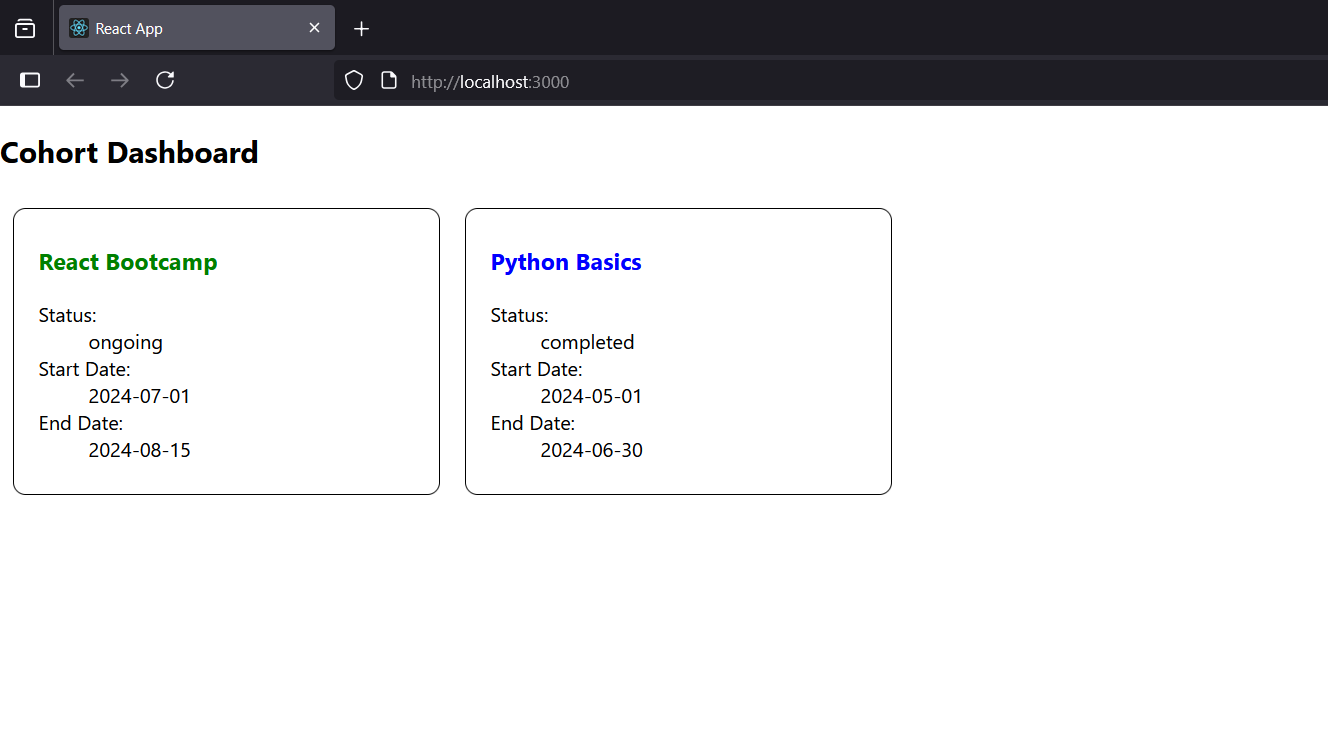 React App
http://localhost:3000
Cohort Dashboard
React Bootcamp
Status:
ongoing
Start Date:
2024-07-01
End Date:
2024-08-15
Python Basics
Status:
completed
Start Date:
2024-05-01
End Date:
2024-06-30